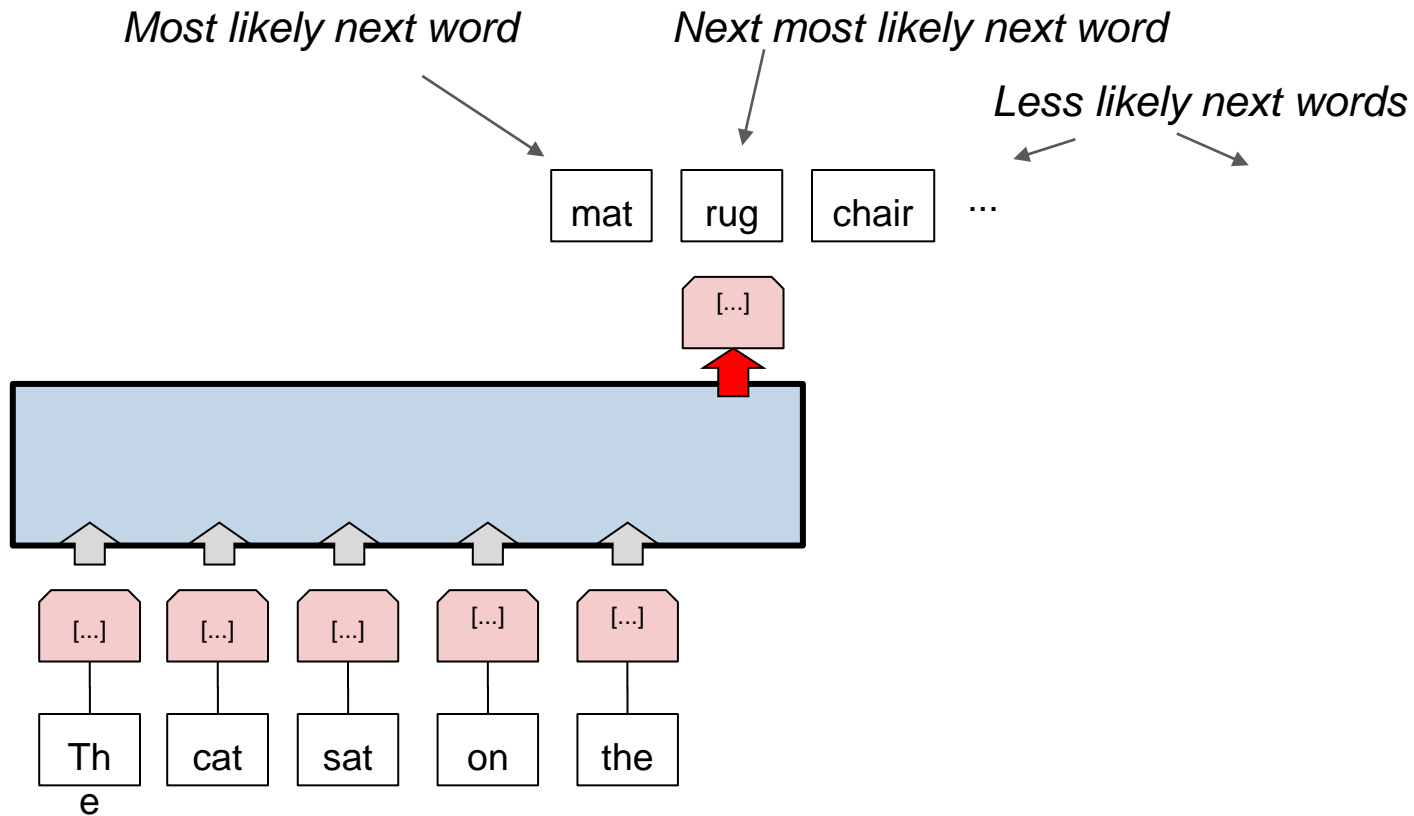 Most likely next word
Next most likely next word
Less likely next words
mat
rug
chair
...
[...]
[...]
[...]
[...]
[...]
[...]
Th
e
cat
sat
on
the